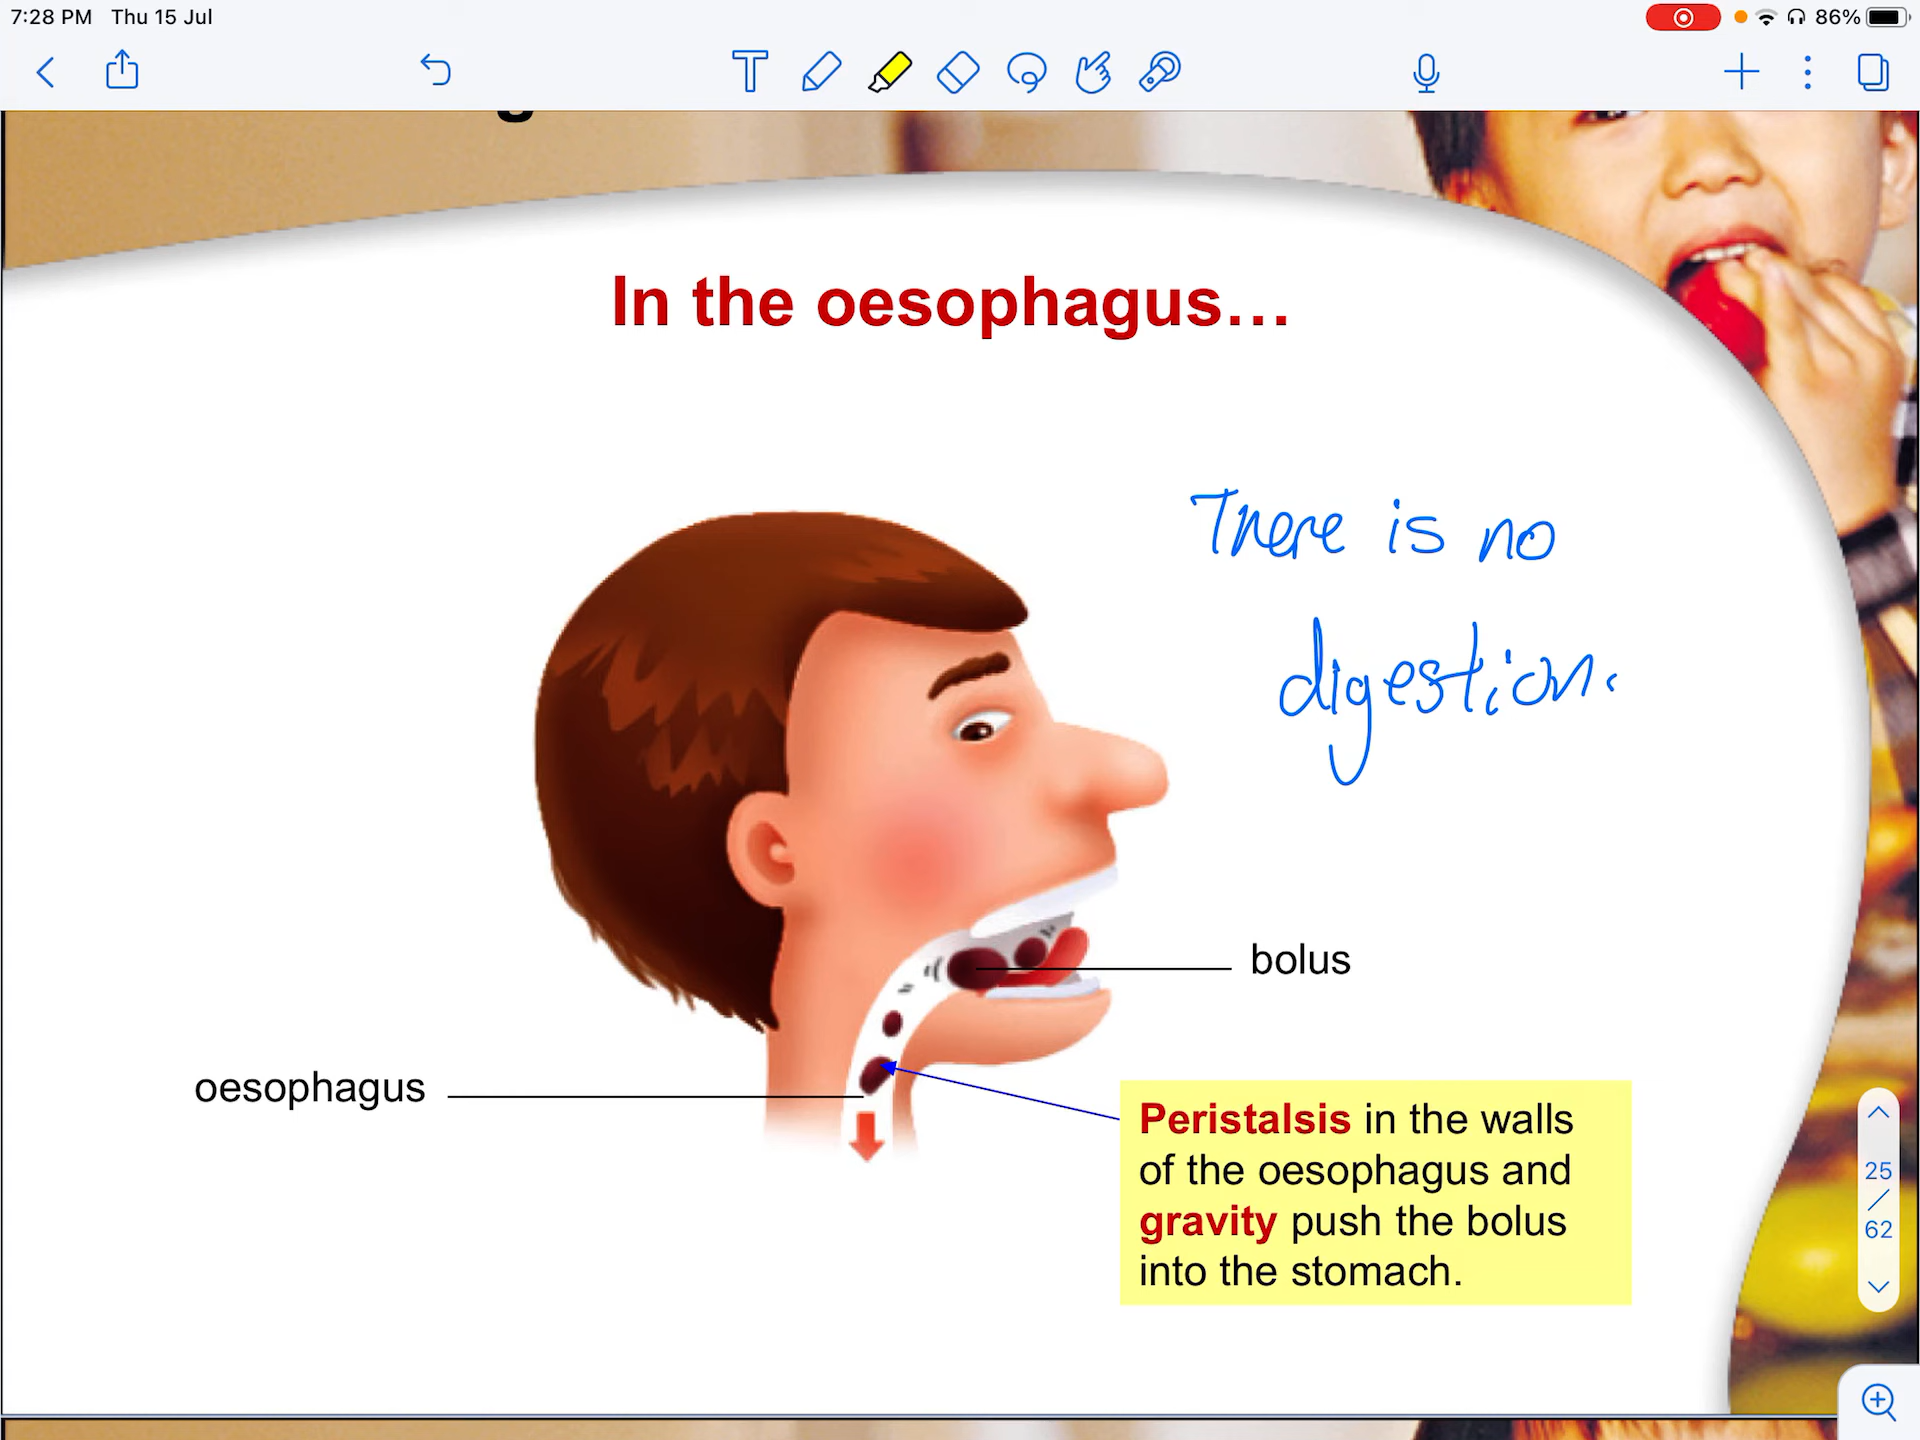 7:28 PM Thu 15 Jul
86%
In the oesophagus…
There is no
digestion.
bolus
oesophagus
Peristalsis in the walls
of the oesophagus and
gravity push the bolus
into the stomach.
25
/
62